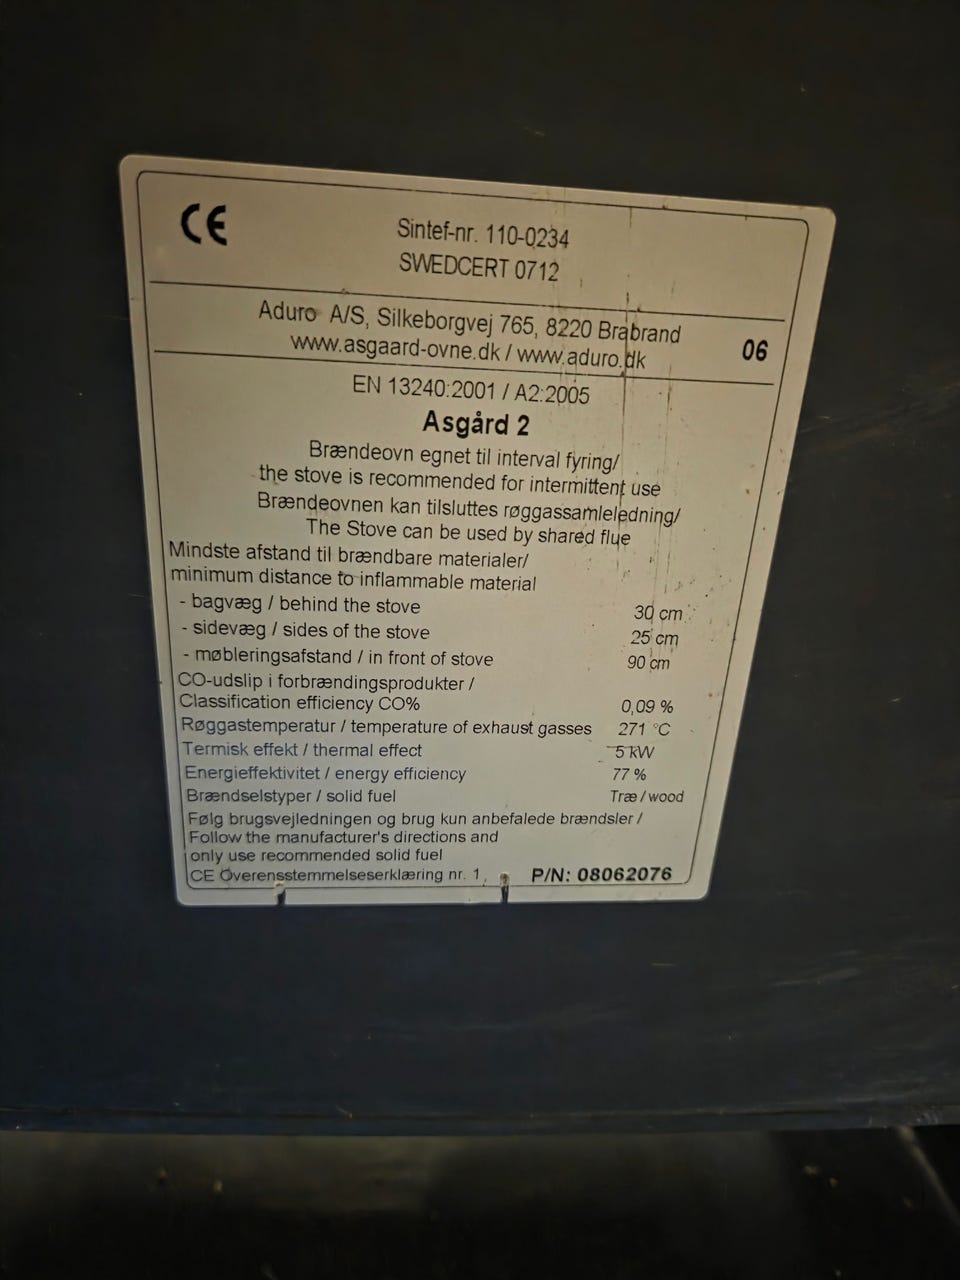 CE
Sintef-nr. 110-0234
SWEDCERT 0712
Aduro A/S, Silkeborgvej 765, 8220 Brabrand
www.asgaard-ovne.dk / www.aduro.dk
06
EN 13240:2001 / A2:2005
Asgård 2
Brændeovn egnet til interval fyring/
the stove is recommended for intermittent use
Brændeovnen kan tilsluttes røggassamleledning/
The Stove can be used by shared flue
Mindste afstand til brændbare materialer/
minimum distance to inflammable material
- bagvæg / behind the stove 30 cm
- sidevæg / sides of the stove 25 cm
- møbleringsafstand / in front of stove 90 cm
CO-udslip i forbrændingsprodukter /
Classification efficiency CO% 0,09 %
Røggastemperatur / temperature of exhaust gasses 271 °C
Termisk effekt / thermal effect 5 kW
Energieffektivitet / energy efficiency 77 %
Brændselstyper / solid fuel Træ / wood
Følg brugsvejledningen og brug kun anbefalede brændsler /
Follow the manufacturer's directions and
only use recommended solid fuel
CE Overensstemmelseserklæring nr. 1, P/N: 08062076